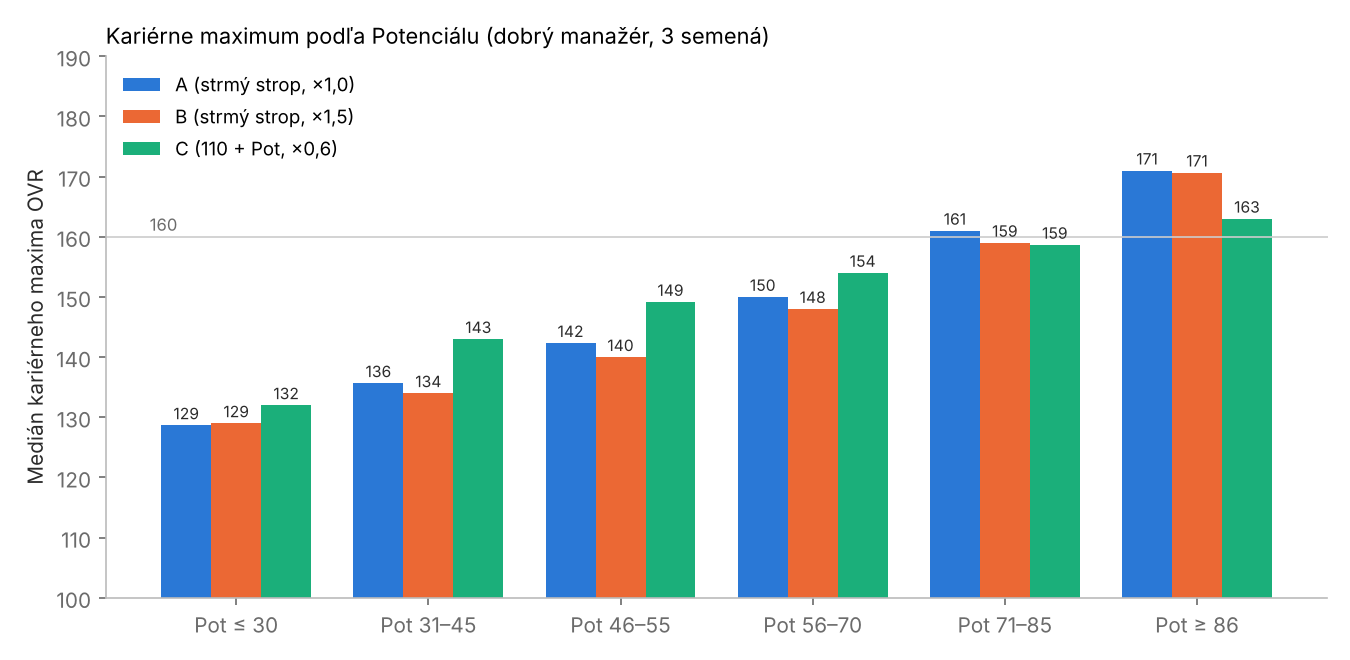 Kariérne maximum podľa Potenciálu (dobrý manažér, 3 semená)
A (strmý strop, ×1,0)
B (strmý strop, ×1,5)
C (110 + Pot, ×0,6)
Medián kariérneho maxima OVR
190
180
170
160
150
140
130
120
110
100
160
129 129 132
136 134 143
142 140 149
150 148 154
161 159 159
171 171 163
Pot ≤ 30 Pot 31–45 Pot 46–55 Pot 56–70 Pot 71–85 Pot ≥ 86